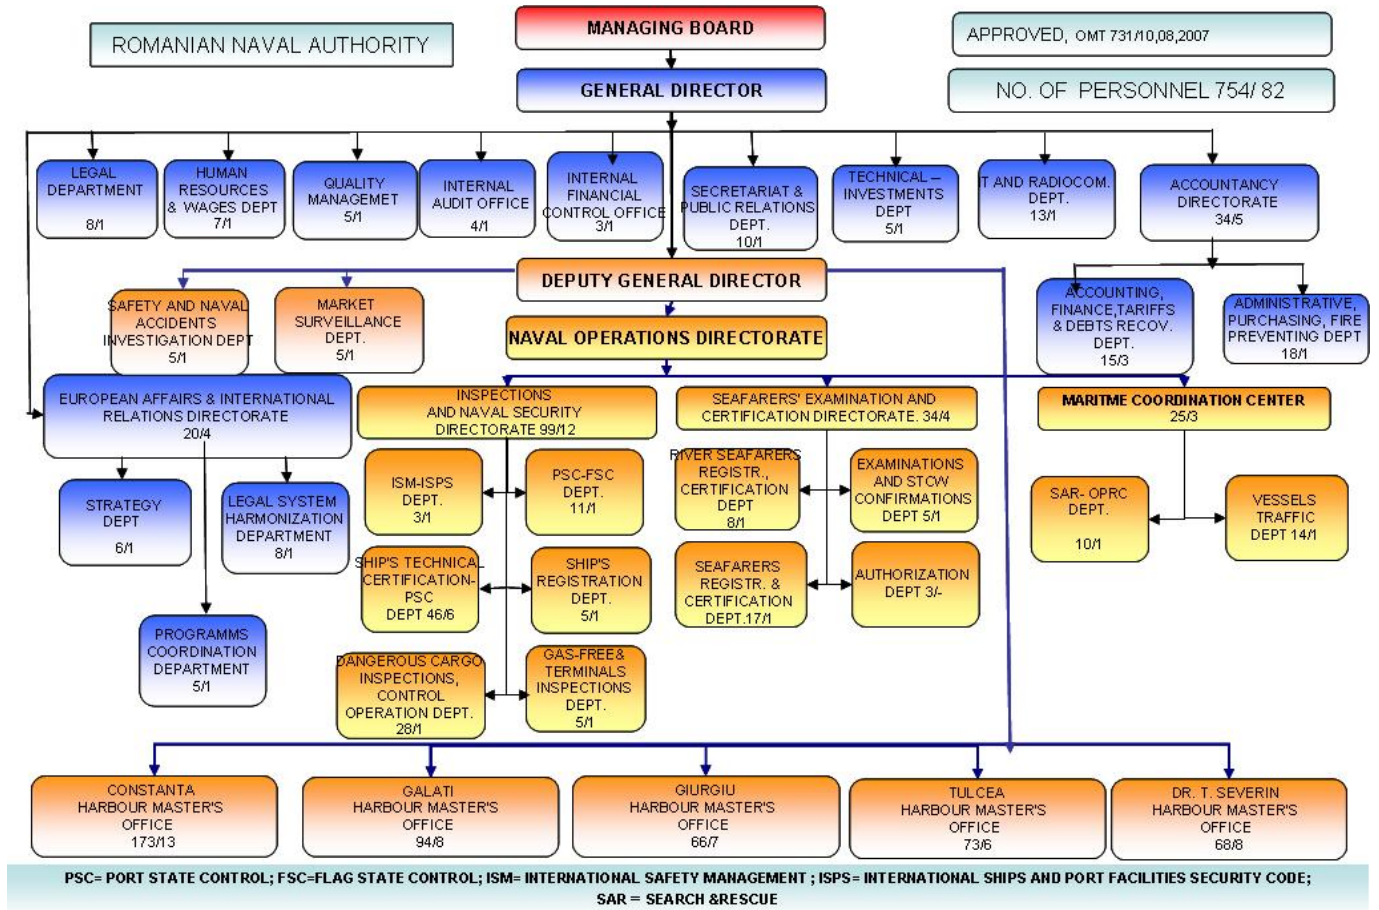 ROMANIAN NAVAL AUTHORITY
MANAGING BOARD
APPROVED, OMT 731/10,08,2007
GENERAL DIRECTOR
NO. OF PERSONNEL 754/ 82
LEGAL
DEPARTMENT
8/1
HUMAN
RESOURCES
& WAGES DEPT
7/1
QUALITY
MANAGEMET
5/1
INTERNAL
AUDIT OFFICE
4/1
INTERNAL
FINANCIAL
CONTROL OFFICE
3/1
SECRETARIAT &
PUBLIC RELATIONS
DEPT.
10/1
TECHNICAL –
INVESTMENTS
DEPT
5/1
IT AND RADIOCOM.
DEPT.
13/1
ACCOUNTANCY
DIRECTORATE
34/5
DEPUTY GENERAL DIRECTOR
SAFETY AND NAVAL
ACCIDENTS
INVESTIGATION DEPT
5/1
MARKET
SURVEILLANCE
DEPT.
5/1
NAVAL OPERATIONS DIRECTORATE
ACCOUNTING,
FINANCE,TARIFFS
& DEBTS RECOV.
DEPT.
15/3
ADMINISTRATIVE,
PURCHASING, FIRE
PREVENTING DEPT
18/1
EUROPEAN AFFAIRS & INTERNATIONAL
RELATIONS DIRECTORATE
20/4
INSPECTIONS
AND NAVAL SECURITY
DIRECTORATE 99/12
SEAFARERS' EXAMINATION AND
CERTIFICATION DIRECTORATE. 34/4
MARITME COORDINATION CENTER
25/3
STRATEGY
DEPT
6/1
LEGAL SYSTEM
HARMONIZATION
DEPARTMENT
8/1
ISM-ISPS
DEPT.
3/1
PSC-FSC
DEPT.
11/1
RIVER SEAFARERS
REGISTR.,
CERTIFICATION
DEPT
8/1
EXAMINATIONS
AND STCW
CONFIRMATIONS
DEPT 5/1
SAR- OPRC
DEPT.
10/1
VESSELS
TRAFFIC
DEPT 14/1
SHIP'S TECHNICAL
CERTIFICATION-
PSC
DEPT 46/6
SHIP'S
REGISTRATION
DEPT.
5/1
SEAFARERS
REGISTR. &
CERTIFICATION
DEPT.17/1
AUTHORIZATION
DEPT 3/-
PROGRAMMS
COORDINATION
DEPARTMENT
5/1
DANGEROUS CARGO
INSPECTIONS,
CONTROL
OPERATION DEPT.
28/1
GAS-FREE&
TERMINALS
INSPECTIONS
DEPT.
5/1
CONSTANTA
HARBOUR MASTER'S
OFFICE
173/13
GALATI
HARBOUR MASTER'S
OFFICE
94/8
GIURGIU
HARBOUR MASTER'S
OFFICE
66/7
TULCEA
HARBOUR MASTER'S
OFFICE
73/6
DR. T. SEVERIN
HARBOUR MASTER'S
OFFICE
68/8
PSC= PORT STATE CONTROL; FSC=FLAG STATE CONTROL; ISM= INTERNATIONAL SAFETY MANAGEMENT ; ISPS= INTERNATIONAL SHIPS AND PORT FACILITIES SECURITY CODE;
SAR = SEARCH &RESCUE